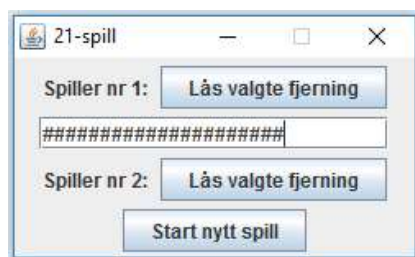 21-spill
Spiller nr 1: Lås valgte fjerning
#####################
Spiller nr 2: Lås valgte fjerning
Start nytt spill